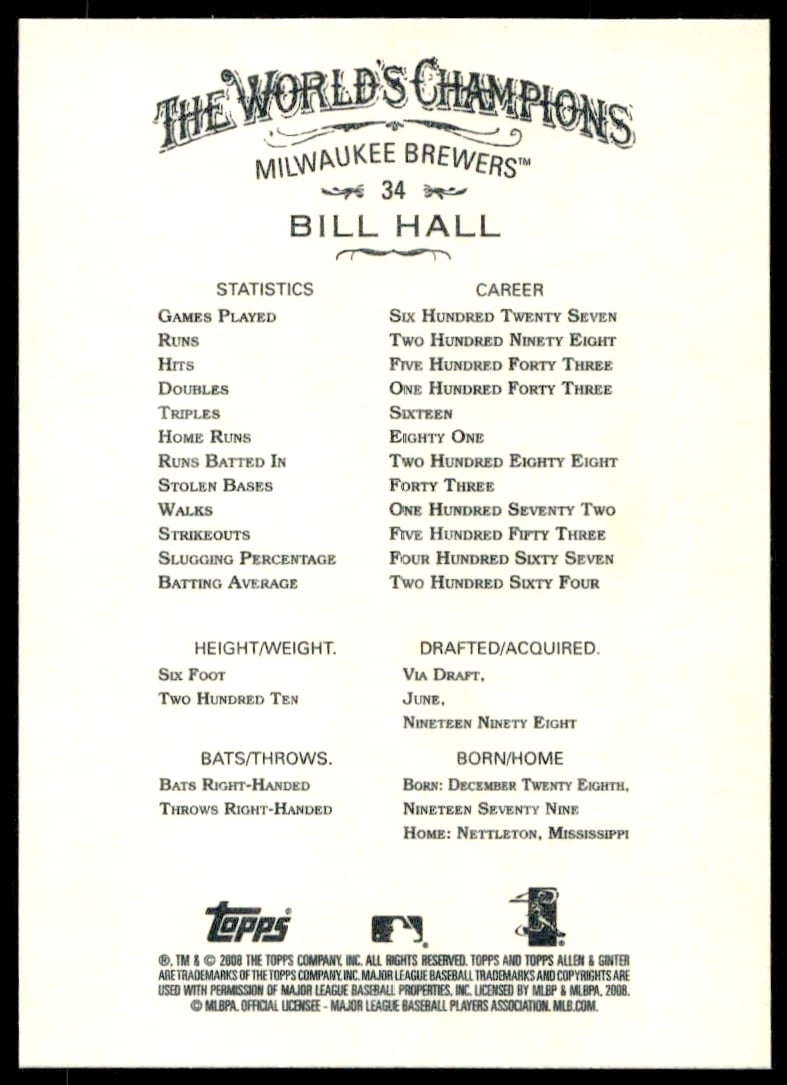 THE WORLD'S CHAMPIONS
MILWAUKEE BREWERS™
34
BILL HALL
STATISTICS CAREER
GAMES PLAYED SIX HUNDRED TWENTY SEVEN
RUNS TWO HUNDRED NINETY EIGHT
HITS FIVE HUNDRED FORTY THREE
DOUBLES ONE HUNDRED FORTY THREE
TRIPLES SIXTEEN
HOME RUNS EIGHTY ONE
RUNS BATTED IN TWO HUNDRED EIGHTY EIGHT
STOLEN BASES FORTY THREE
WALKS ONE HUNDRED SEVENTY TWO
STRIKEOUTS FIVE HUNDRED FIFTY THREE
SLUGGING PERCENTAGE FOUR HUNDRED SIXTY SEVEN
BATTING AVERAGE TWO HUNDRED SIXTY FOUR
HEIGHT/WEIGHT.
SIX FOOT
TWO HUNDRED TEN
DRAFTED/ACQUIRED.
VIA DRAFT,
JUNE,
NINETEEN NINETY EIGHT
BATS/THROWS.
BATS RIGHT-HANDED
THROWS RIGHT-HANDED
BORN/HOME
BORN: DECEMBER TWENTY EIGHTH,
NINETEEN SEVENTY NINE
HOME: NETTLETON, MISSISSIPPI
Topps®
®, TM & © 2008 THE TOPPS COMPANY, INC. ALL RIGHTS RESERVED. TOPPS AND TOPPS ALLEN & GINTER
ARE TRADEMARKS OF THE TOPPS COMPANY, INC. MAJOR LEAGUE BASEBALL TRADEMARKS AND COPYRIGHTS ARE
USED WITH PERMISSION OF MAJOR LEAGUE BASEBALL PROPERTIES, INC. LICENSED BY MLBP & MLBPA, 2008.
© MLBPA. OFFICIAL LICENSEE - MAJOR LEAGUE BASEBALL PLAYERS ASSOCIATION. MLB.COM.